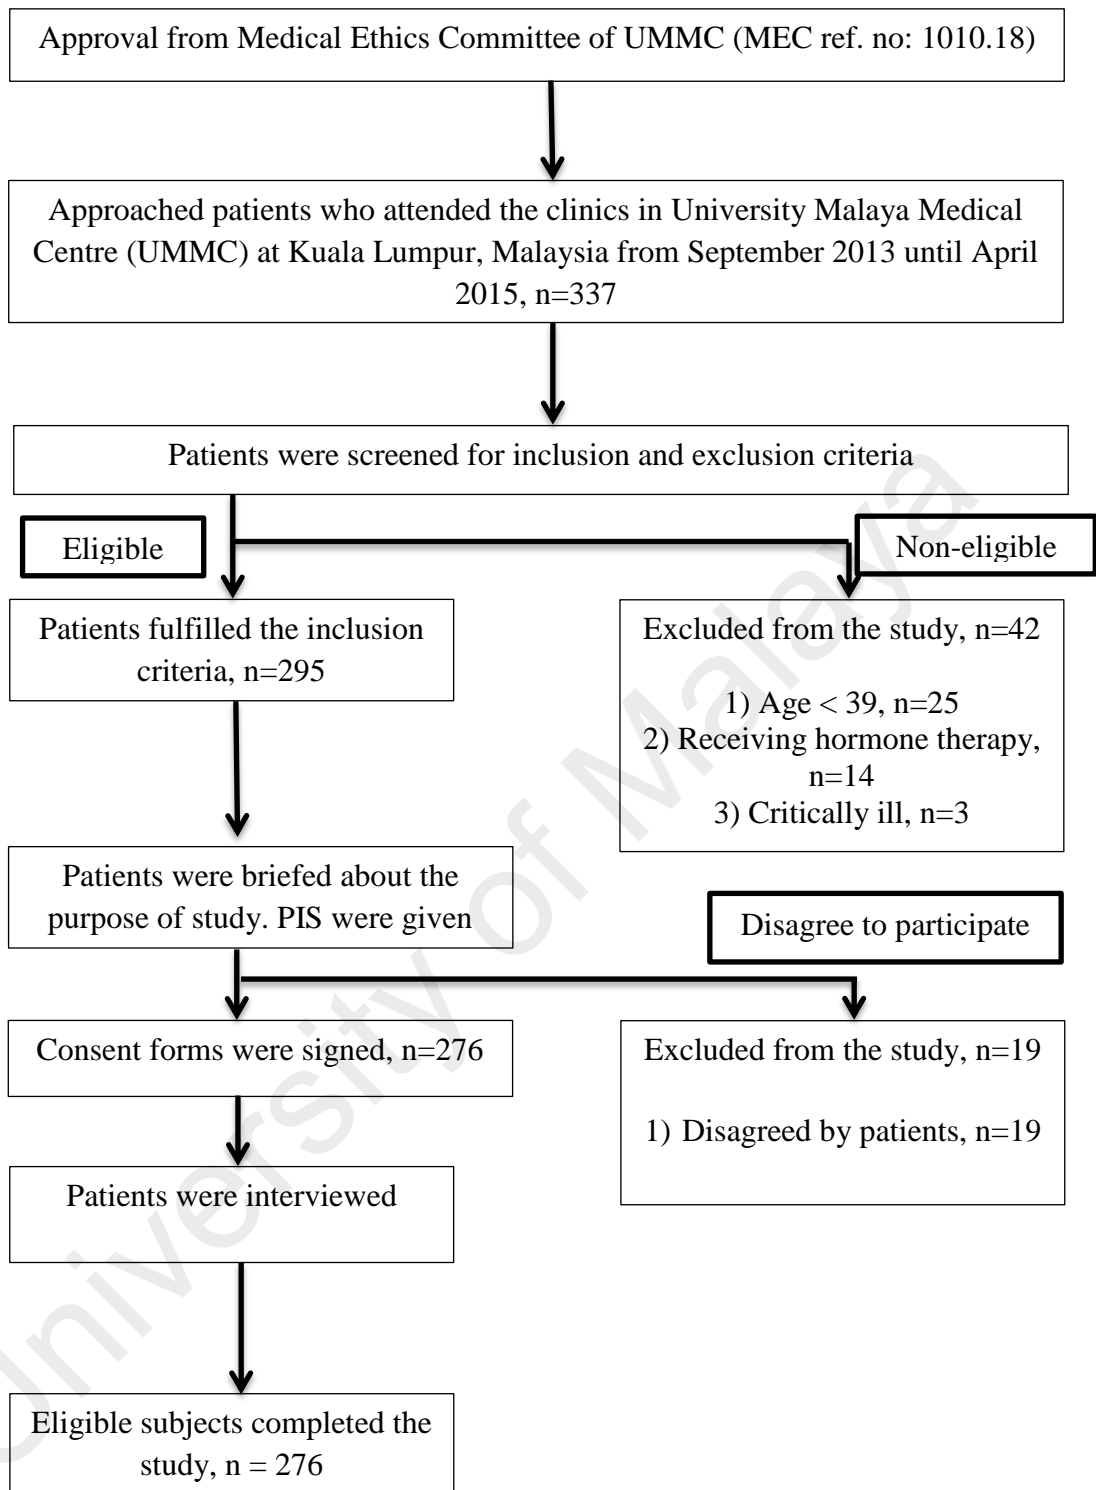 Approval from Medical Ethics Committee of UMMC (MEC ref. no: 1010.18)
Approached patients who attended the clinics in University Malaya Medical
Centre (UMMC) at Kuala Lumpur, Malaysia from September 2013 until April
2015, n=337
Patients were screened for inclusion and exclusion criteria
Eligible
Non-eligible
Patients fulfilled the inclusion
criteria, n=295
Excluded from the study, n=42
1) Age < 39, n=25
2) Receiving hormone therapy,
n=14
3) Critically ill, n=3
Patients were briefed about the
purpose of study. PIS were given
Disagree to participate
Consent forms were signed, n=276
Excluded from the study, n=19
1) Disagreed by patients, n=19
Patients were interviewed
Eligible subjects completed the
study, n = 276
University of Malaya